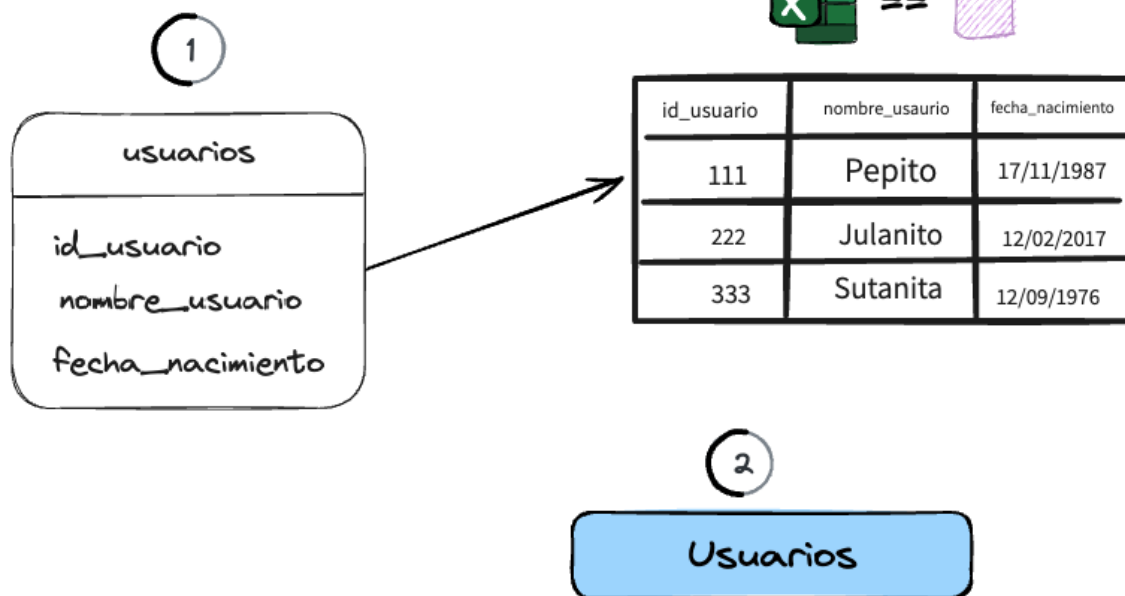 1
X ==
usuarios
id_usuario
nombre_usuario
fecha_nacimiento
id_usuario nombre_usaurio fecha_nacimiento
111 Pepito 17/11/1987
222 Julanito 12/02/2017
333 Sutanita 12/09/1976
2
Usuarios